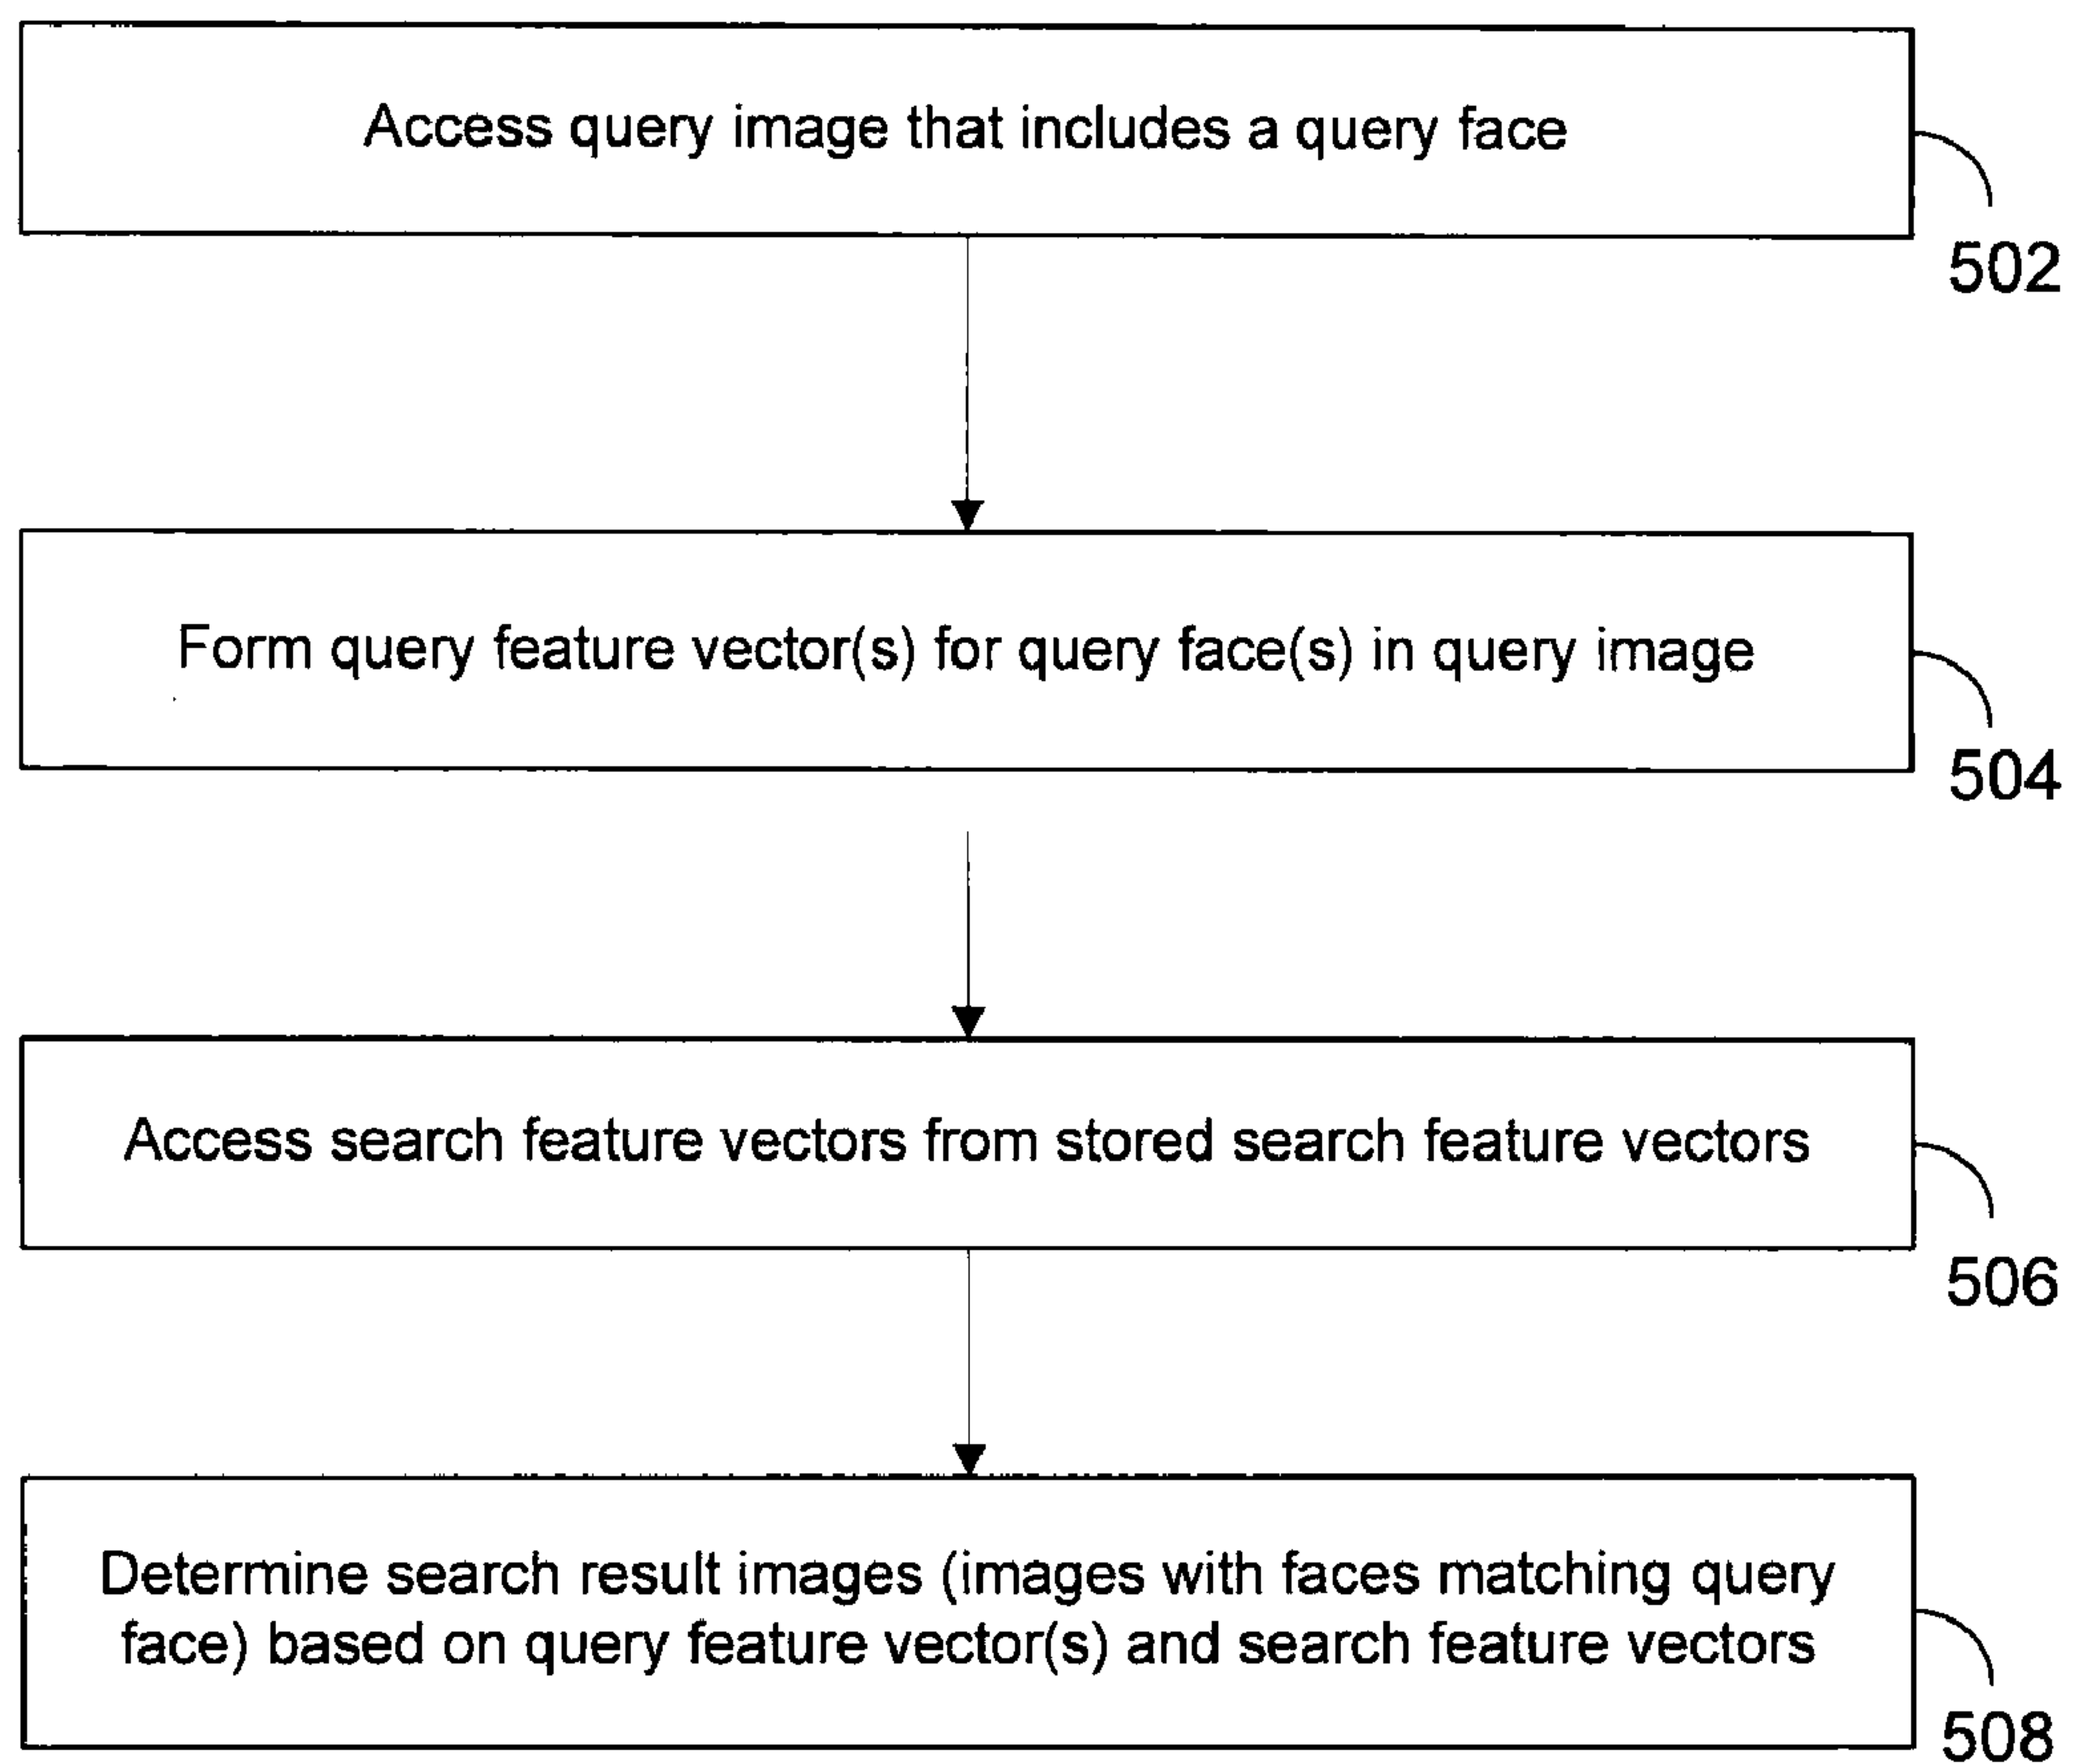 Access query image that includes a query face
502
Form query feature vector(s) for query face(s) in query image
504
Access search feature vectors from stored search feature vectors
506
Determine search result images (images with faces matching query
face) based on query feature vector(s) and search feature vectors
508